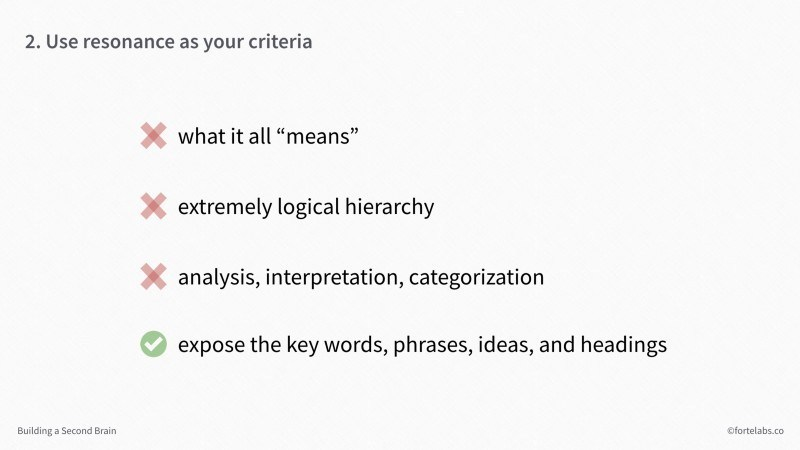 2. Use resonance as your criteria
what it all “means”
extremely logical hierarchy
analysis, interpretation, categorization
expose the key words, phrases, ideas, and headings
Building a Second Brain
©fortelabs.co